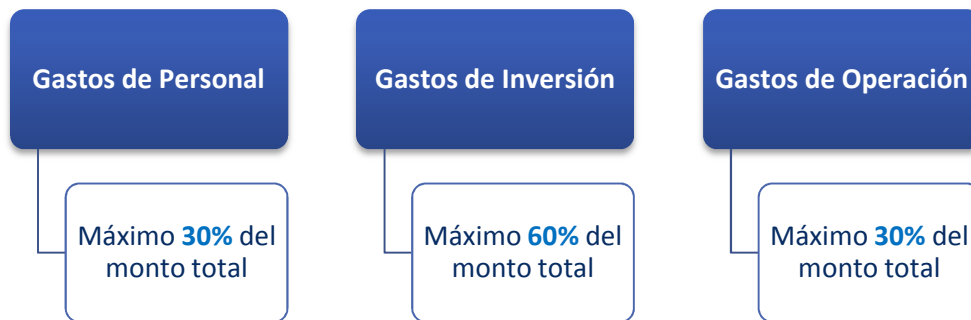 Gastos de Personal
Máximo 30% del
monto total
Gastos de Inversión
Máximo 60% del
monto total
Gastos de Operación
Máximo 30% del
monto total